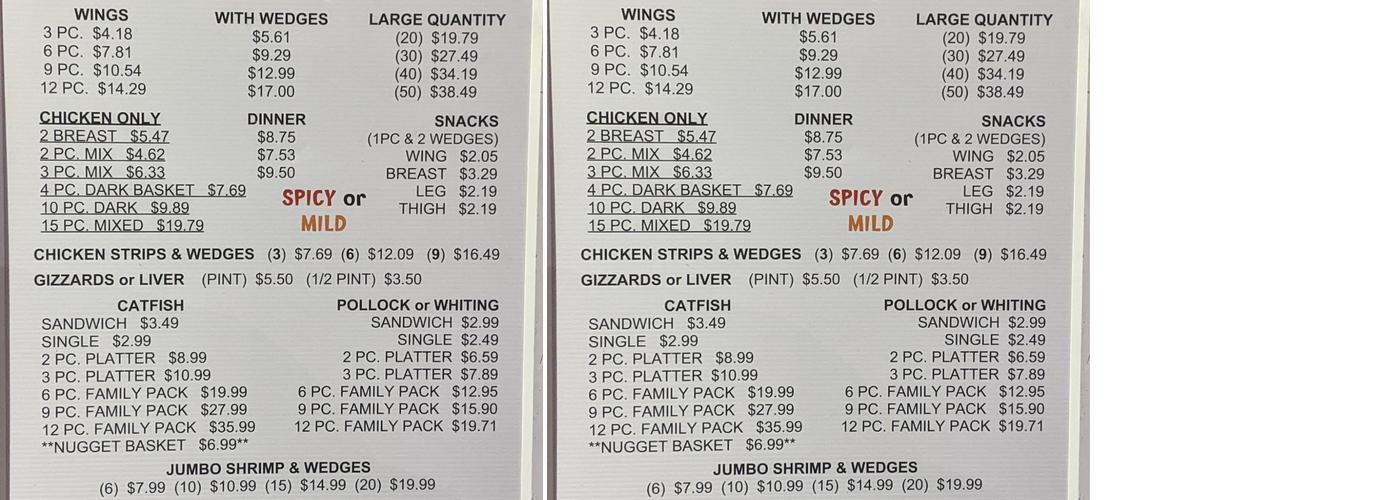 WINGS WITH WEDGES LARGE QUANTITY
3 PC. $4.18 $5.61 (20) $19.79
6 PC. $7.81 $9.29 (30) $27.49
9 PC. $10.54 $12.99 (40) $34.19
12 PC. $14.29 $17.00 (50) $38.49
CHICKEN ONLY DINNER SNACKS
2 BREAST $5.47 $8.75 (1PC & 2 WEDGES)
2 PC. MIX $4.62 $7.53 WING $2.05
3 PC. MIX $6.33 $9.50 BREAST $3.29
4 PC. DARK BASKET $7.69 SPICY or LEG $2.19
10 PC. DARK $9.89 THIGH $2.19
15 PC. MIXED $19.79 MILD
CHICKEN STRIPS & WEDGES (3) $7.69 (6) $12.09 (9) $16.49
GIZZARDS or LIVER (PINT) $5.50 (1/2 PINT) $3.50
CATFISH POLLOCK or WHITING
SANDWICH $3.49 SANDWICH $2.99
SINGLE $2.99 SINGLE $2.49
2 PC. PLATTER $8.99 2 PC. PLATTER $6.59
3 PC. PLATTER $10.99 3 PC. PLATTER $7.89
6 PC. FAMILY PACK $19.99 6 PC. FAMILY PACK $12.95
9 PC. FAMILY PACK $27.99 9 PC. FAMILY PACK $15.90
12 PC. FAMILY PACK $35.99 12 PC. FAMILY PACK $19.71
**NUGGET BASKET $6.99**
JUMBO SHRIMP & WEDGES
(6) $7.99 (10) $10.99 (15) $14.99 (20) $19.99
WINGS WITH WEDGES LARGE QUANTITY
3 PC. $4.18 $5.61 (20) $19.79
6 PC. $7.81 $9.29 (30) $27.49
9 PC. $10.54 $12.99 (40) $34.19
12 PC. $14.29 $17.00 (50) $38.49
CHICKEN ONLY DINNER SNACKS
2 BREAST $5.47 $8.75 (1PC & 2 WEDGES)
2 PC. MIX $4.62 $7.53 WING $2.05
3 PC. MIX $6.33 $9.50 BREAST $3.29
4 PC. DARK BASKET $7.69 SPICY or LEG $2.19
10 PC. DARK $9.89 THIGH $2.19
15 PC. MIXED $19.79 MILD
CHICKEN STRIPS & WEDGES (3) $7.69 (6) $12.09 (9) $16.49
GIZZARDS or LIVER (PINT) $5.50 (1/2 PINT) $3.50
CATFISH POLLOCK or WHITING
SANDWICH $3.49 SANDWICH $2.99
SINGLE $2.99 SINGLE $2.49
2 PC. PLATTER $8.99 2 PC. PLATTER $6.59
3 PC. PLATTER $10.99 3 PC. PLATTER $7.89
6 PC. FAMILY PACK $19.99 6 PC. FAMILY PACK $12.95
9 PC. FAMILY PACK $27.99 9 PC. FAMILY PACK $15.90
12 PC. FAMILY PACK $35.99 12 PC. FAMILY PACK $19.71
**NUGGET BASKET $6.99**
JUMBO SHRIMP & WEDGES
(6) $7.99 (10) $10.99 (15) $14.99 (20) $19.99